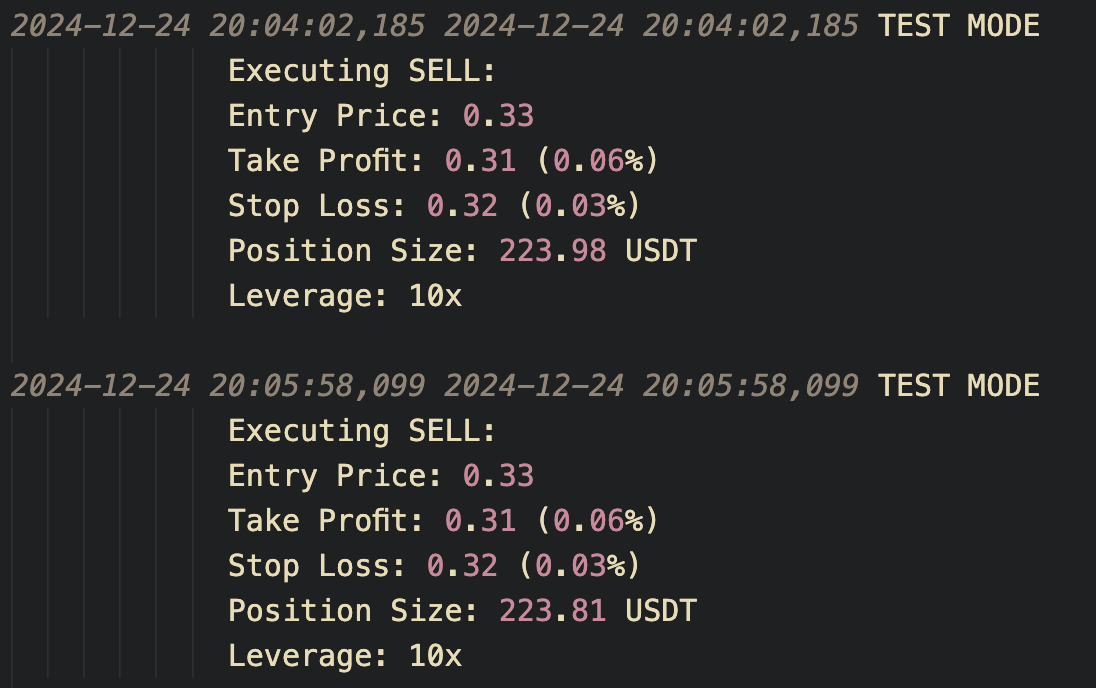 2024-12-24 20:04:02,185 2024-12-24 20:04:02,185 TEST MODE
Executing SELL:
Entry Price: 0.33
Take Profit: 0.31 (0.06%)
Stop Loss: 0.32 (0.03%)
Position Size: 223.98 USDT
Leverage: 10x
2024-12-24 20:05:58,099 2024-12-24 20:05:58,099 TEST MODE
Executing SELL:
Entry Price: 0.33
Take Profit: 0.31 (0.06%)
Stop Loss: 0.32 (0.03%)
Position Size: 223.81 USDT
Leverage: 10x